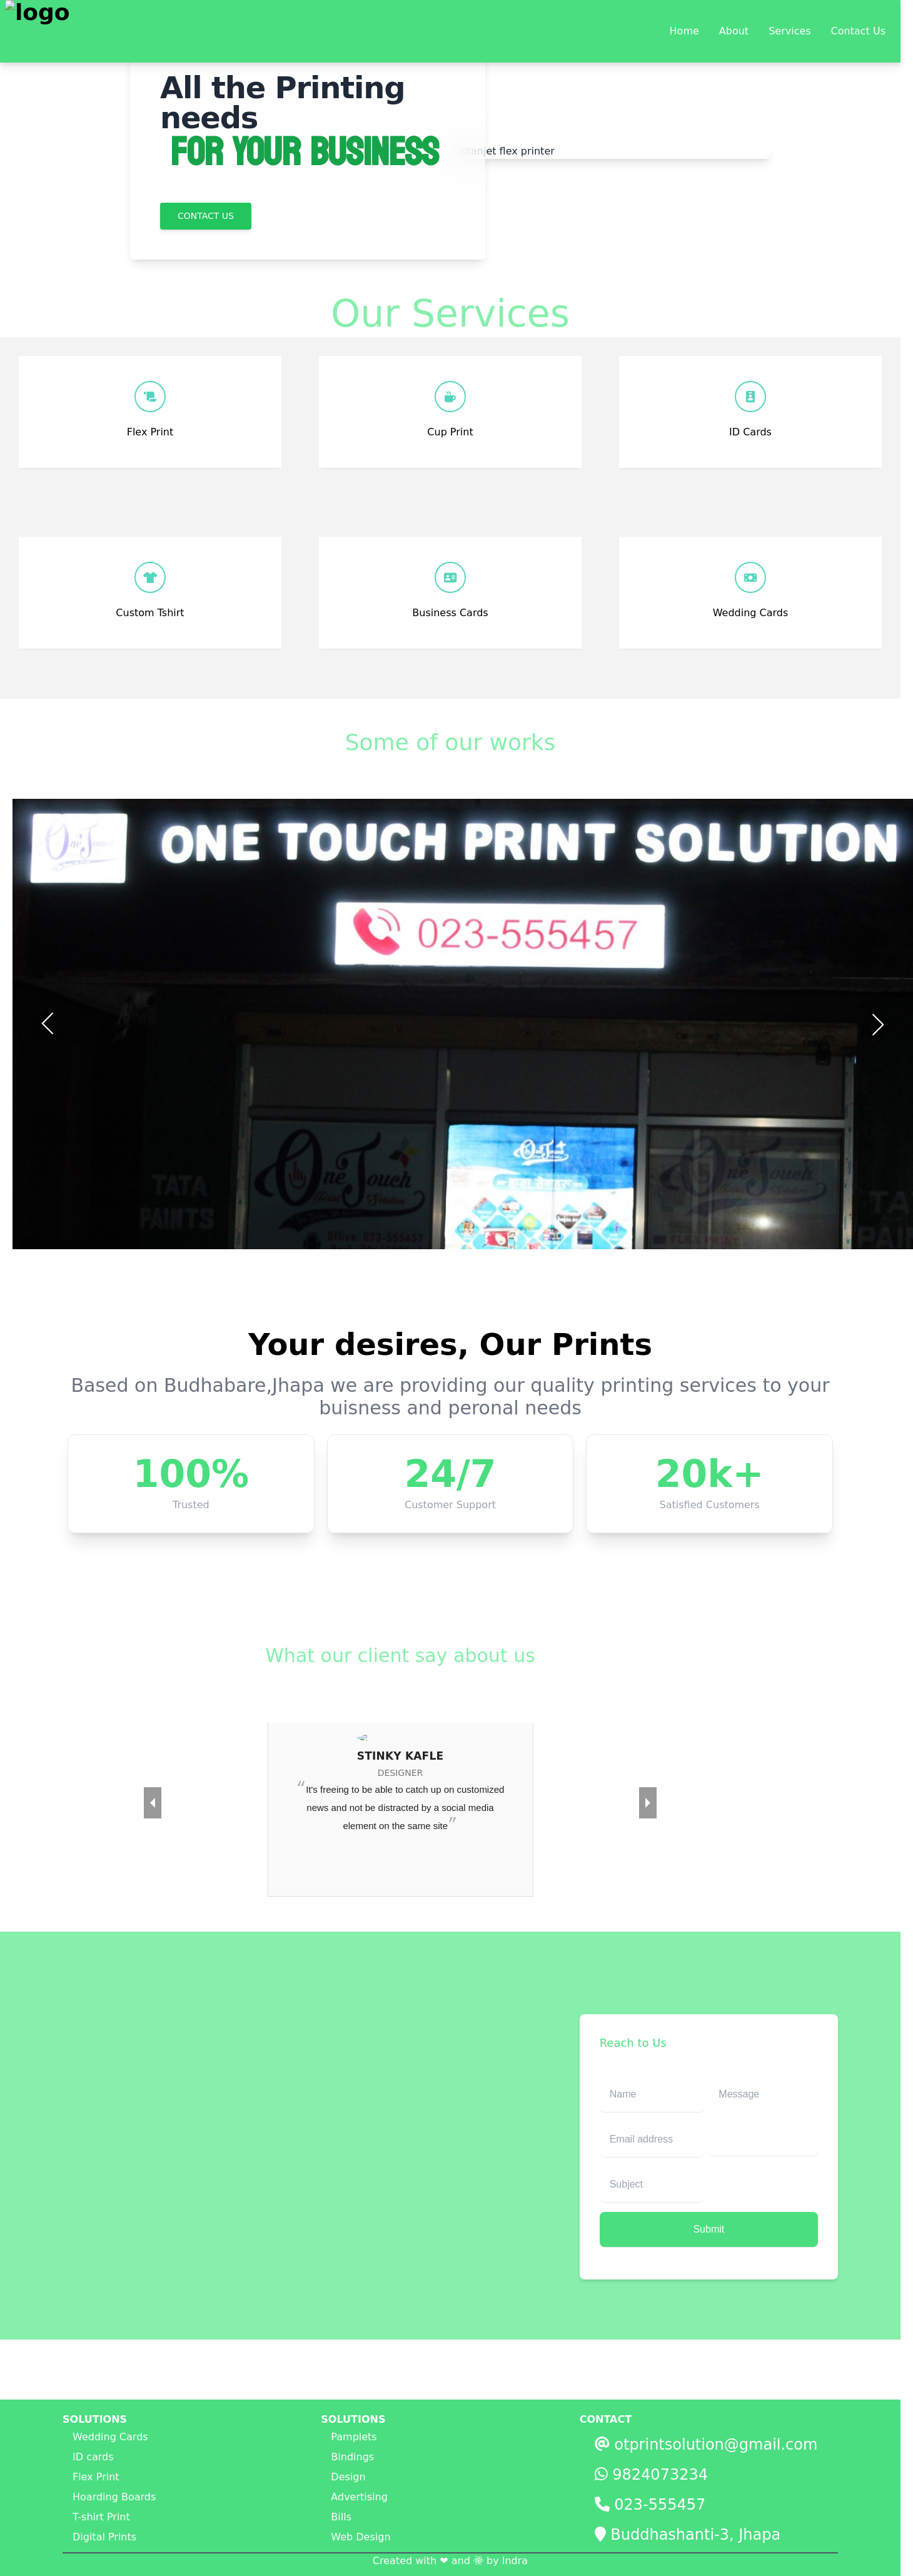 logo
Home
About
Services
Contact Us
All the Printing
needs
FOR YOUR BUSINESS
flex printer
CONTACT US
Our Services
Flex Print
Cup Print
ID Cards
Custom Tshirt
Business Cards
Wedding Cards
Some of our works
One Touch
ONE TOUCH PRINT SOLUTION
023-555457
One Touch
TATA
PAINTS
Office: 023-555457
FLEX PRINT
Your desires, Our Prints
Based on Budhabare,Jhapa we are providing our quality printing services to your
buisness and peronal needs
100%
Trusted
24/7
Customer Support
20k+
Satisfied Customers
What our client say about us
STINKY KAFLE
DESIGNER
“It's freeing to be able to catch up on customized
news and not be distracted by a social media
element on the same site”
Reach to Us
Name
Message
Email address
Subject
Submit
SOLUTIONS
Wedding Cards
ID cards
Flex Print
Hoarding Boards
T-shirt Print
Digital Prints
SOLUTIONS
Pamplets
Bindings
Design
Advertising
Bills
Web Design
CONTACT
otprintsolution@gmail.com
9824073234
023-555457
Buddhashanti-3, Jhapa
Created with ❤ and ⚛ by Indra